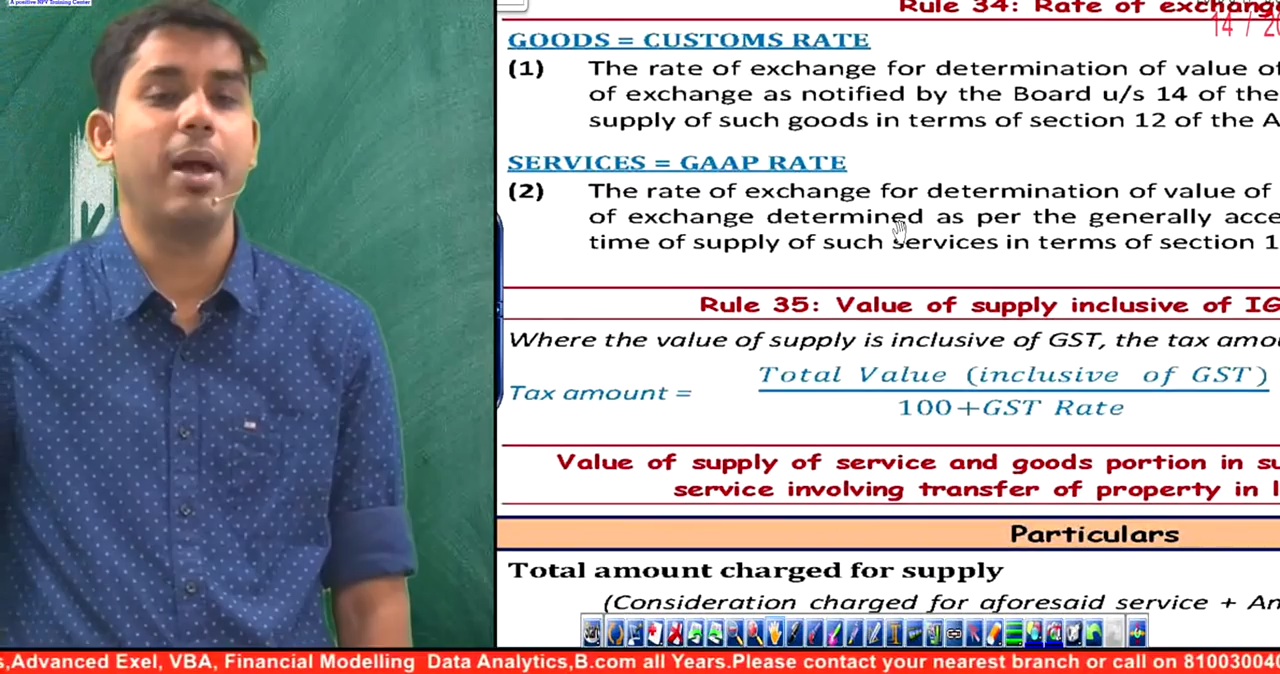 A positive NPV Training Center
Rule 34: Rate of exchange
14 / 20
GOODS = CUSTOMS RATE
(1) The rate of exchange for determination of value of
of exchange as notified by the Board u/s 14 of the
supply of such goods in terms of section 12 of the A
SERVICES = GAAP RATE
(2) The rate of exchange for determination of value of
of exchange determined as per the generally acce
time of supply of such services in terms of section 1
Rule 35: Value of supply inclusive of IG
Where the value of supply is inclusive of GST, the tax amou
Tax amount = Total Value (inclusive of GST)
100+GST Rate
Value of supply of service and goods portion in su
service involving transfer of property in l
Particulars
Total amount charged for supply
(Consideration charged for aforesaid service + An
s,Advanced Exel, VBA, Financial Modelling Data Analytics,B.com all Years.Please contact your nearest branch or call on 810030040